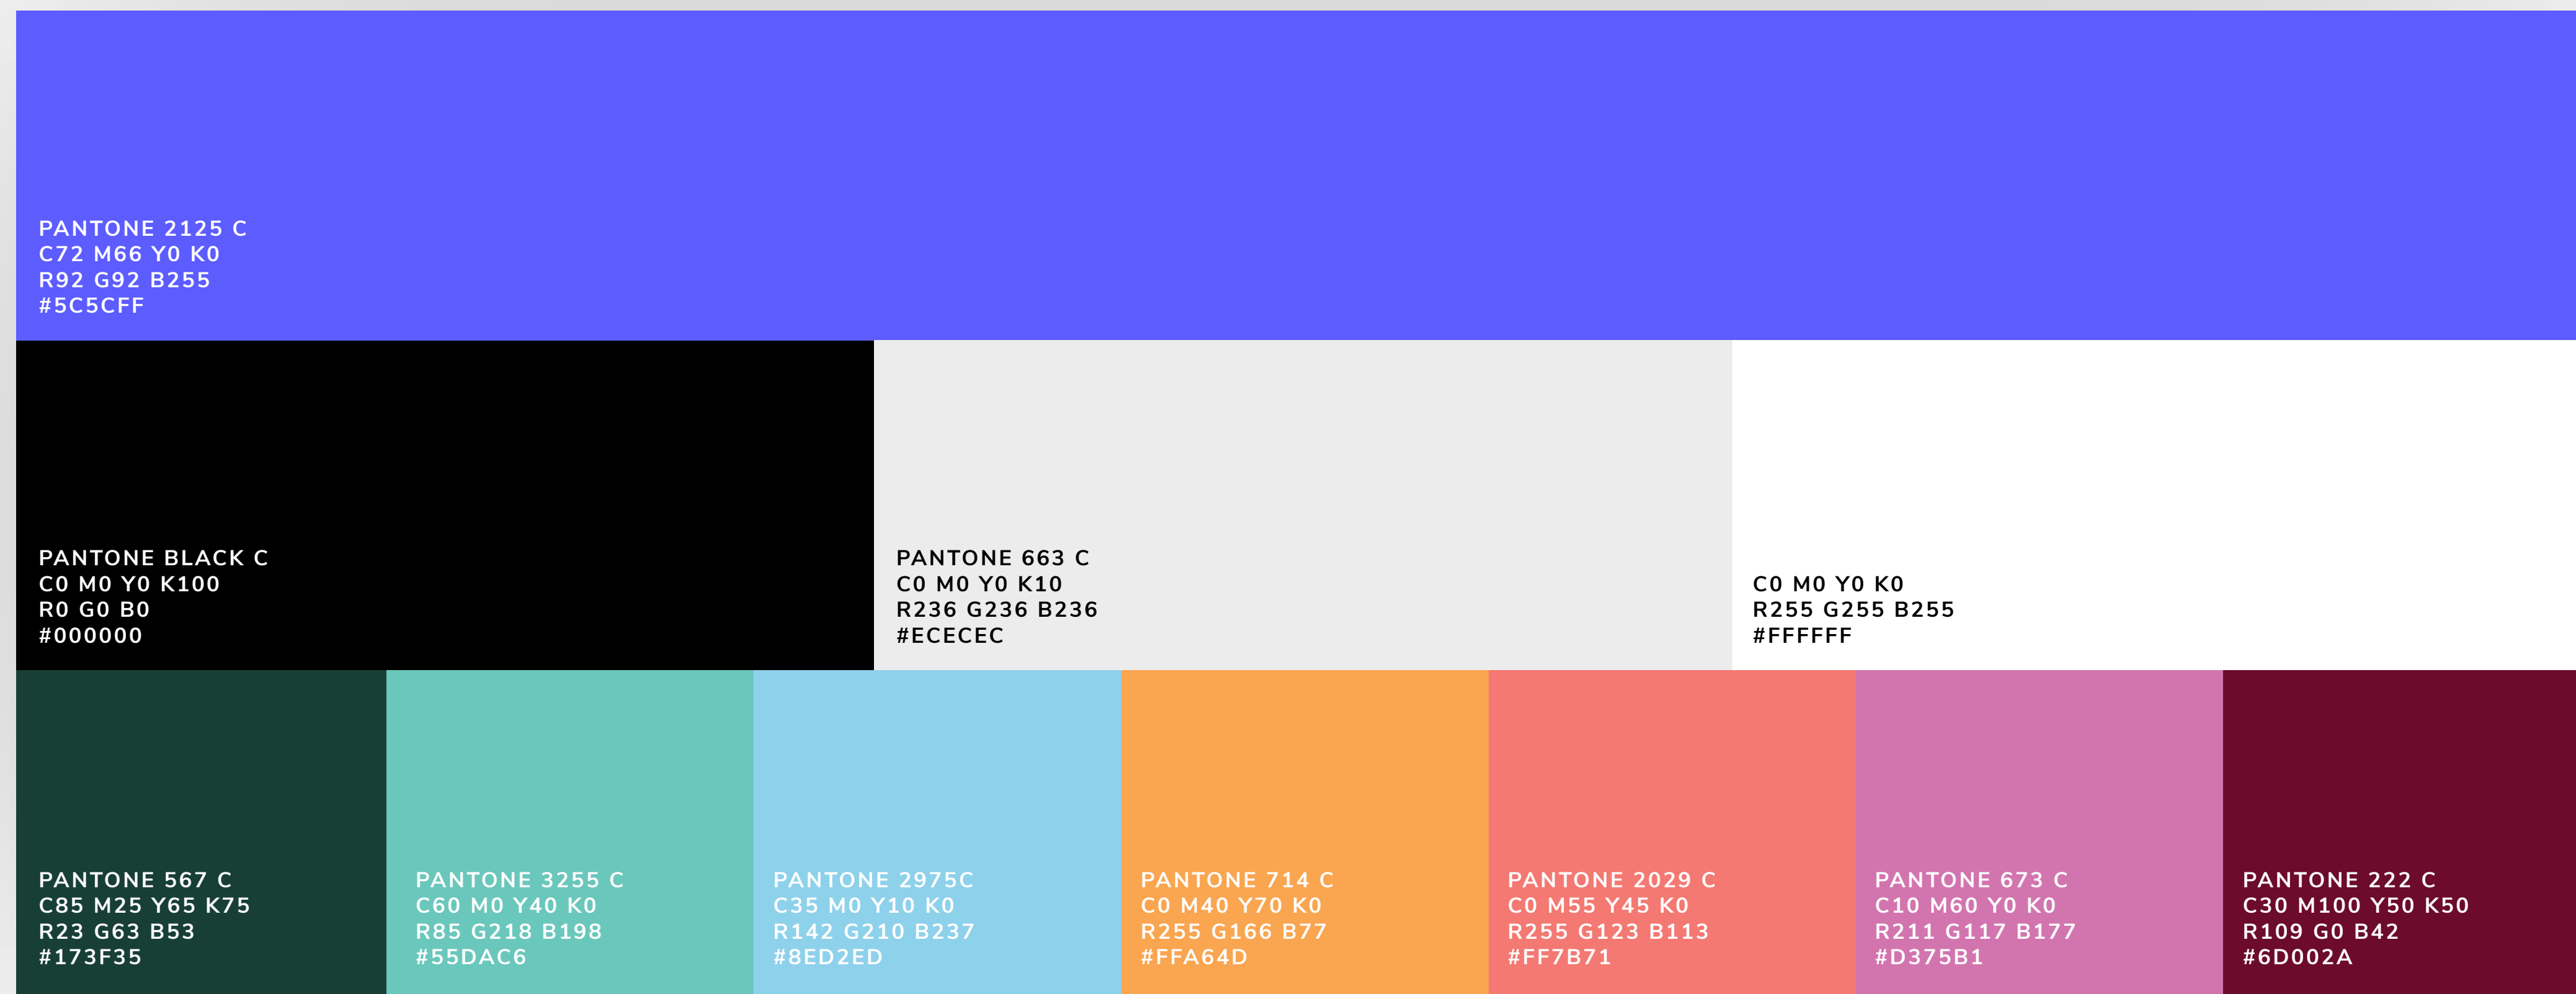 PANTONE 2125 C
C72 M66 Y0 K0
R92 G92 B255
#5C5CFF
PANTONE BLACK C
C0 M0 Y0 K100
R0 G0 B0
#000000
PANTONE 663 C
C0 M0 Y0 K10
R236 G236 B236
#ECECEC
C0 M0 Y0 K0
R255 G255 B255
#FFFFFF
PANTONE 567 C
C85 M25 Y65 K75
R23 G63 B53
#173F35
PANTONE 3255 C
C60 M0 Y40 K0
R85 G218 B198
#55DAC6
PANTONE 2975C
C35 M0 Y10 K0
R142 G210 B237
#8ED2ED
PANTONE 714 C
C0 M40 Y70 K0
R255 G166 B77
#FFA64D
PANTONE 2029 C
C0 M55 Y45 K0
R255 G123 B113
#FF7B71
PANTONE 673 C
C10 M60 Y0 K0
R211 G117 B177
#D375B1
PANTONE 222 C
C30 M100 Y50 K50
R109 G0 B42
#6D002A